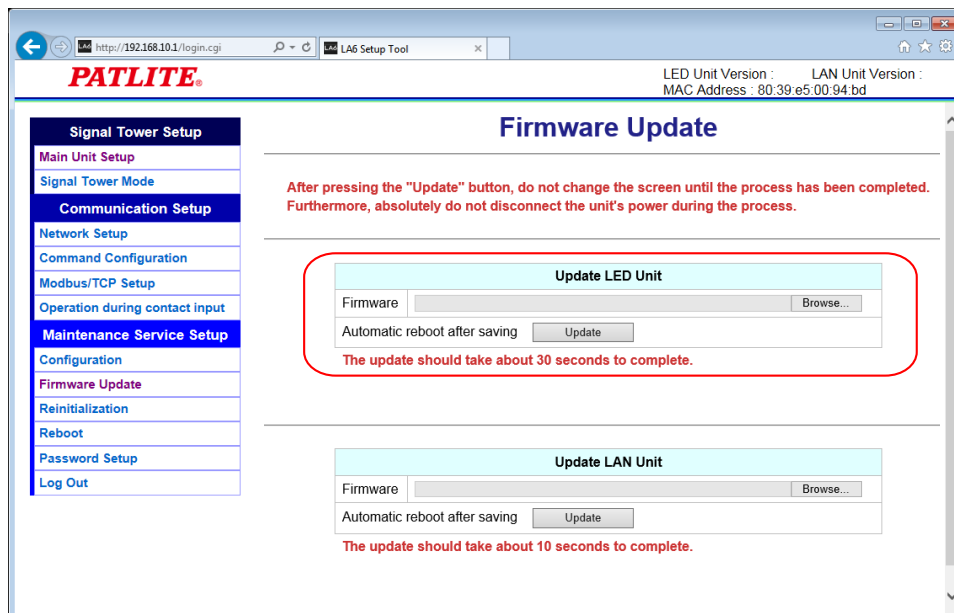 http://192.168.10.1/login.cgi
LA6 LA6 Setup Tool
PATLITE®
LED Unit Version : LAN Unit Version :
MAC Address : 80:39:e5:00:94:bd
Signal Tower Setup
Main Unit Setup
Signal Tower Mode
Communication Setup
Network Setup
Command Configuration
Modbus/TCP Setup
Operation during contact input
Maintenance Service Setup
Configuration
Firmware Update
Reinitialization
Reboot
Password Setup
Log Out
Firmware Update
After pressing the "Update" button, do not change the screen until the process has been completed.
Furthermore, absolutely do not disconnect the unit's power during the process.
Update LED Unit
Firmware Browse...
Automatic reboot after saving Update
The update should take about 30 seconds to complete.
Update LAN Unit
Firmware Browse...
Automatic reboot after saving Update
The update should take about 10 seconds to complete.